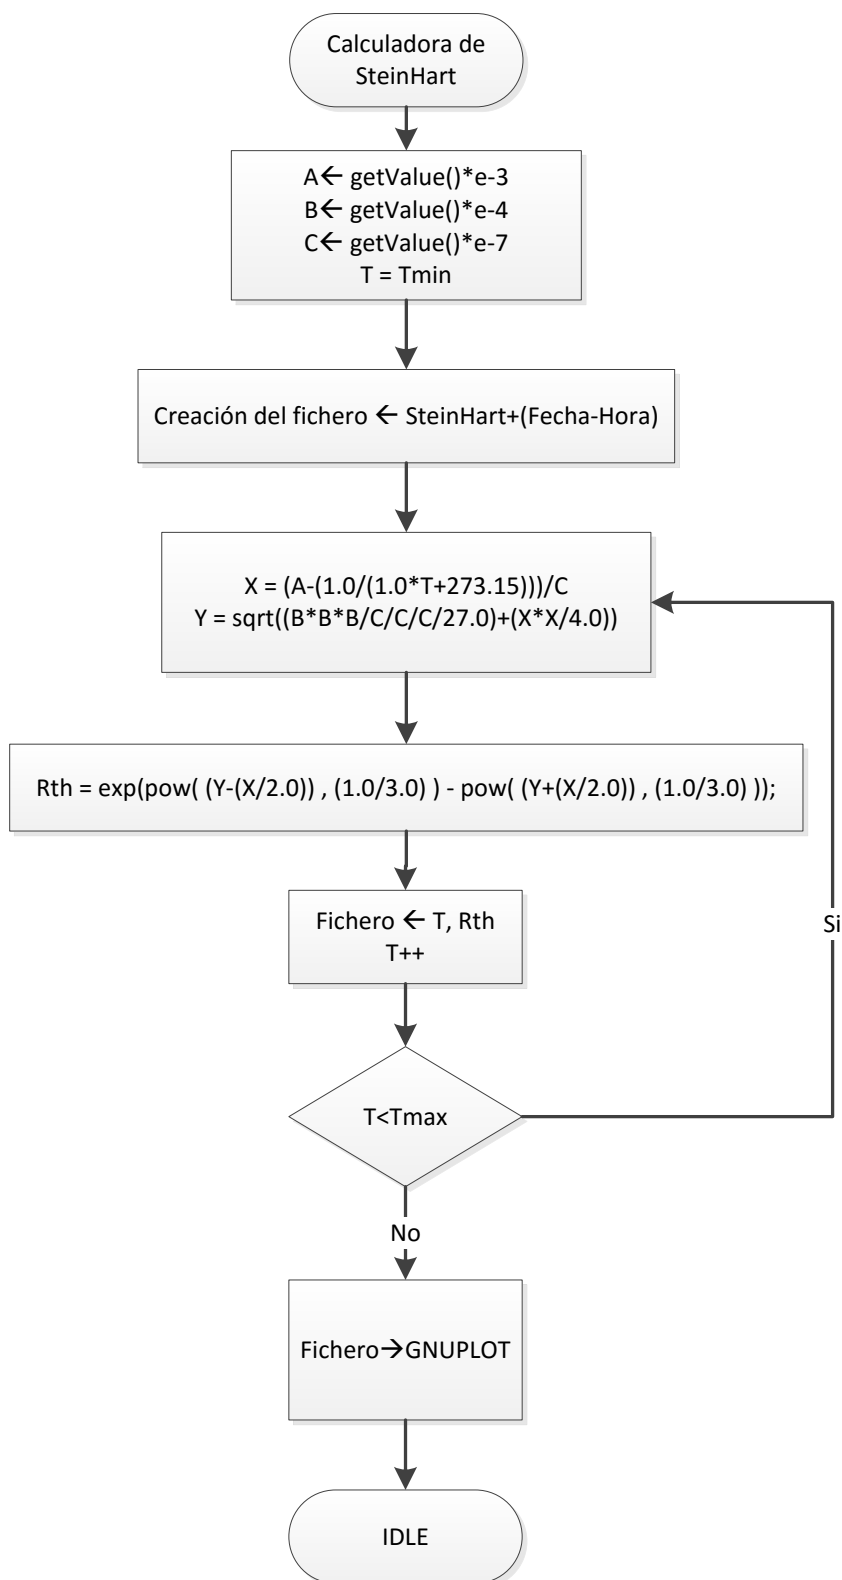 Calculadora de
SteinHart
A← getValue()*e-3
B← getValue()*e-4
C← getValue()*e-7
T = Tmin
Creación del fichero ← SteinHart+(Fecha-Hora)
X = (A-(1.0/(1.0*T+273.15)))/C
Y = sqrt((B*B*B/C/C/C/27.0)+(X*X/4.0))
Rth = exp(pow( (Y-(X/2.0)) , (1.0/3.0) ) - pow( (Y+(X/2.0)) , (1.0/3.0) ));
Fichero ← T, Rth
T++
Si
T<Tmax
No
Fichero→GNUPLOT
IDLE